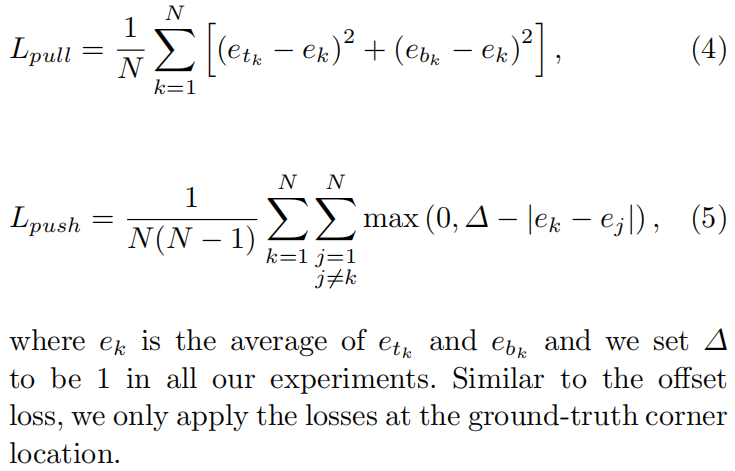 L_{pull} = \frac{1}{N} \sum_{k=1}^{N} \left[ (e_{t_k} - e_k)^2 + (e_{b_k} - e_k)^2 \right], (4)
L_{push} = \frac{1}{N(N-1)} \sum_{k=1}^{N} \sum_{\substack{j=1 \\ j \neq k}}^{N} \max (0, \Delta - |e_k - e_j|), (5)
where e_k is the average of e_{t_k} and e_{b_k} and we set Δ
to be 1 in all our experiments. Similar to the offset
loss, we only apply the losses at the ground-truth corner
location.